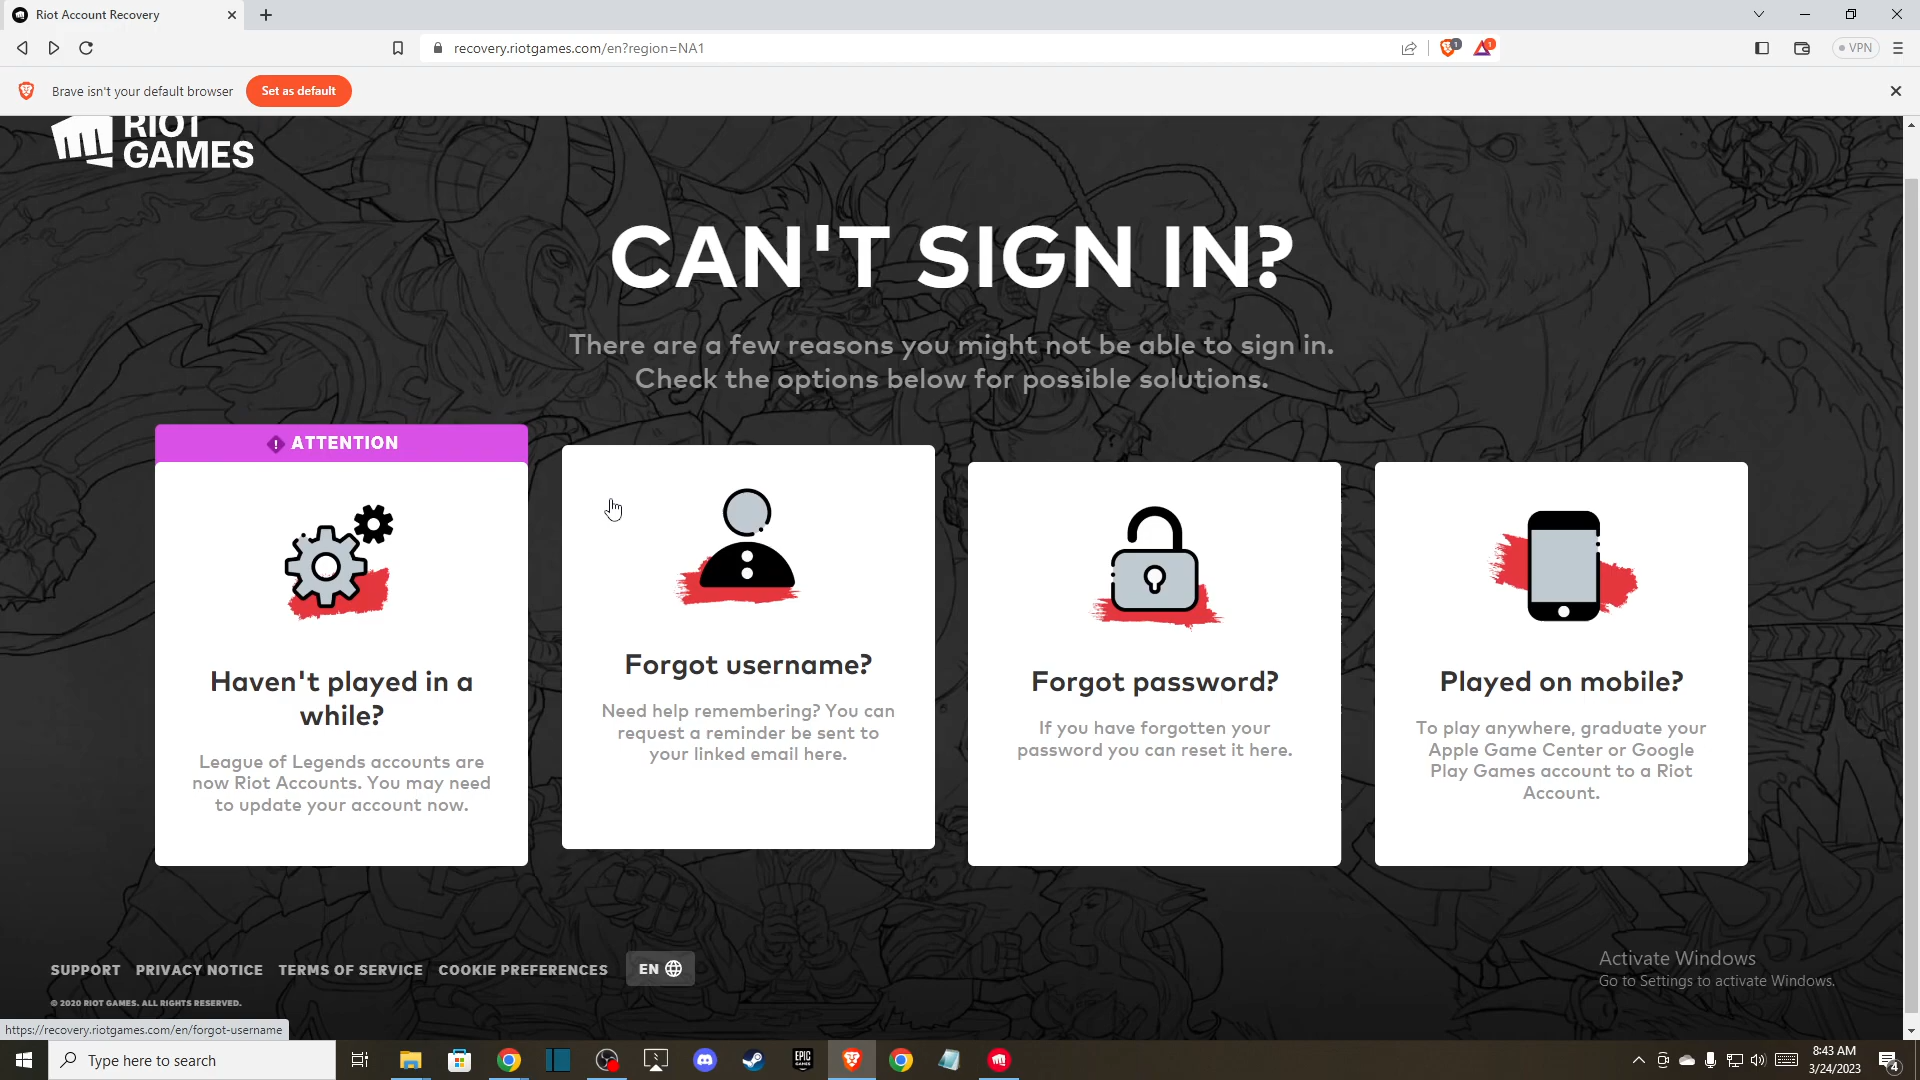 Riot Account Recovery
recovery.riotgames.com/en?region=NA1
1
1
VPN
Brave isn't your default browser
Set as default
RIOT
GAMES
CAN'T SIGN IN?
There are a few reasons you might not be able to sign in.
Check the options below for possible solutions.
! ATTENTION
Haven't played in a
while?
League of Legends accounts are
now Riot Accounts. You may need
to update your account now.
Forgot username?
Need help remembering? You can
request a reminder be sent to
your linked email here.
Forgot password?
If you have forgotten your
password you can reset it here.
Played on mobile?
To play anywhere, graduate your
Apple Game Center or Google
Play Games account to a Riot
Account.
SUPPORT PRIVACY NOTICE TERMS OF SERVICE COOKIE PREFERENCES EN
© 2020 RIOT GAMES. ALL RIGHTS RESERVED.
Activate Windows
Go to Settings to activate Windows.
https://recovery.riotgames.com/en/forgot-username
Type here to search
EPIC
GAMES
8:43 AM
3/24/2023
4